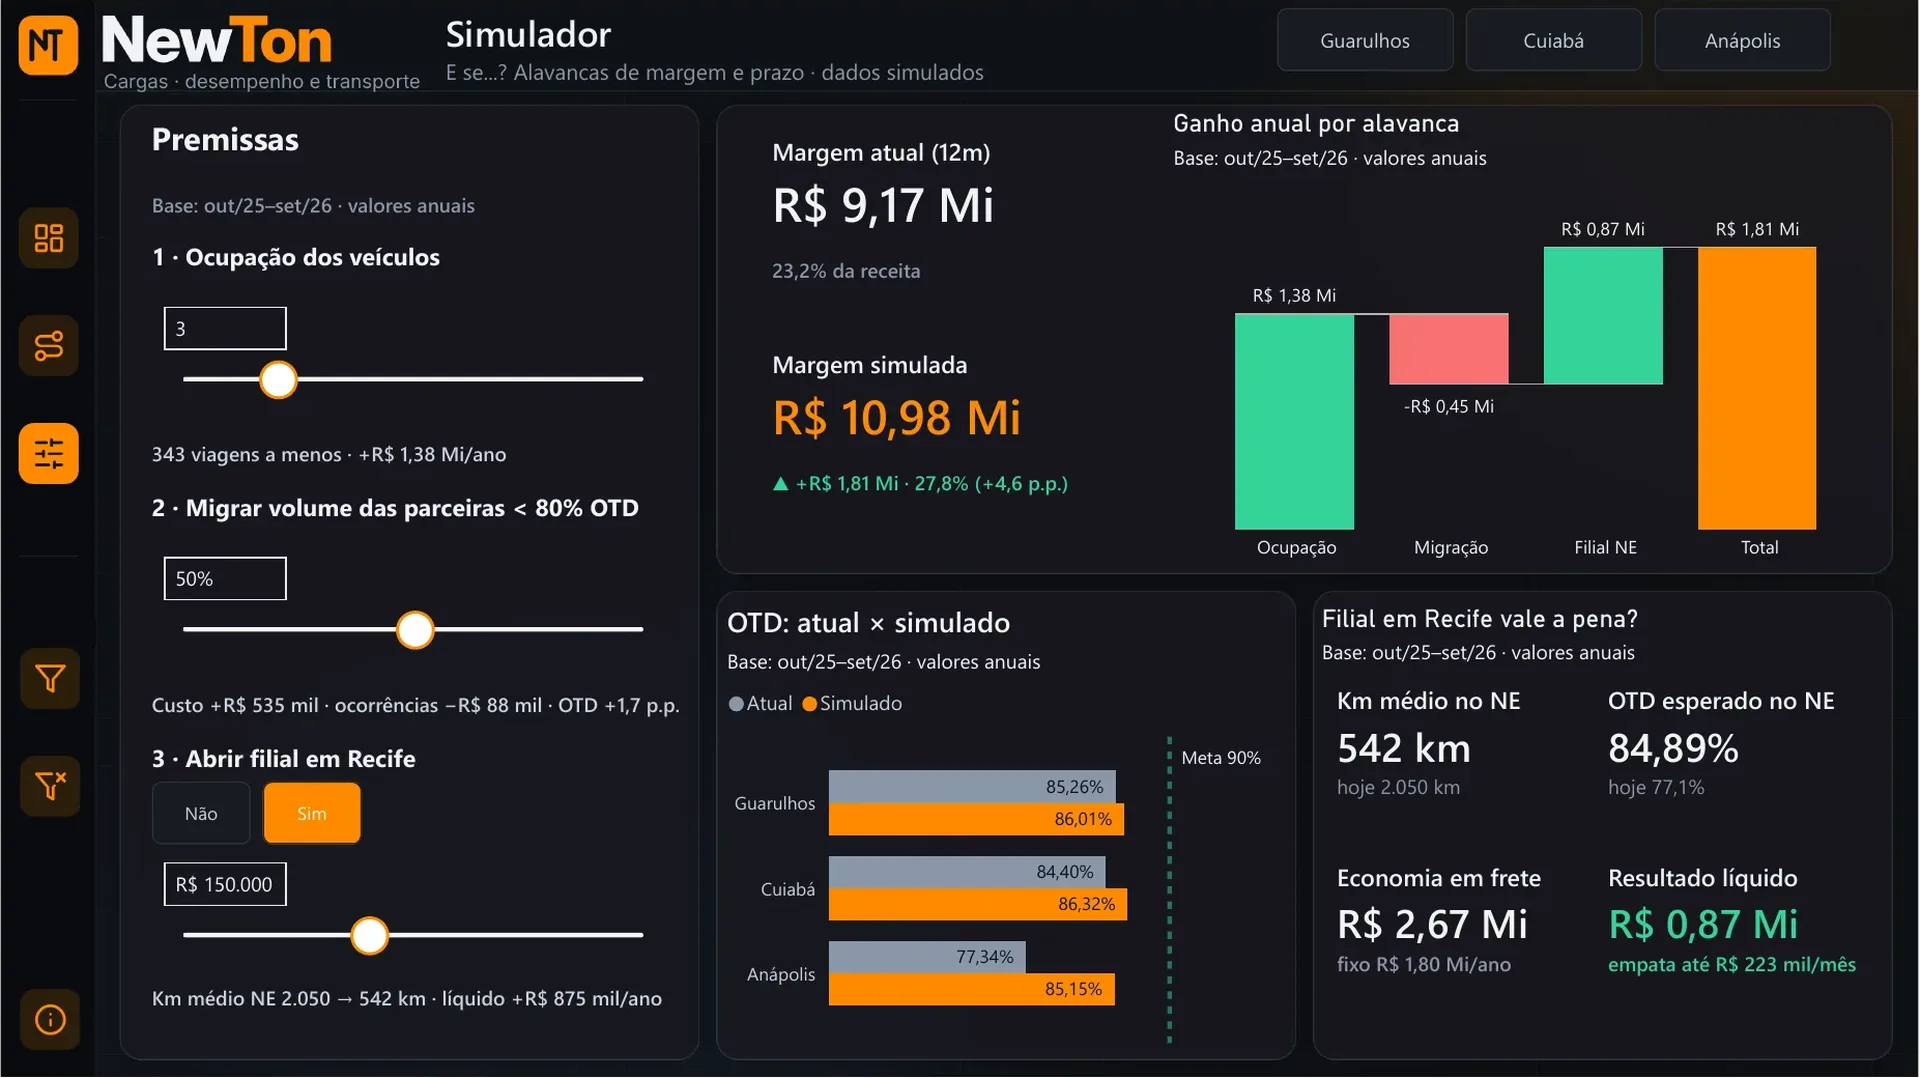 NT
NewTon
Cargas · desempenho e transporte
Simulador
E se...? Alavancas de margem e prazo · dados simulados
Guarulhos
Cuiabá
Anápolis
Premissas
Base: out/25–set/26 · valores anuais
1 · Ocupação dos veículos
3
343 viagens a menos · +R$ 1,38 Mi/ano
2 · Migrar volume das parceiras < 80% OTD
50%
Custo +R$ 535 mil · ocorrências −R$ 88 mil · OTD +1,7 p.p.
3 · Abrir filial em Recife
Não
Sim
R$ 150.000
Km médio NE 2.050 → 542 km · líquido +R$ 875 mil/ano
Margem atual (12m)
R$ 9,17 Mi
23,2% da receita
Margem simulada
R$ 10,98 Mi
▲ +R$ 1,81 Mi · 27,8% (+4,6 p.p.)
Ganho anual por alavanca
Base: out/25–set/26 · valores anuais
R$ 1,38 Mi
-R$ 0,45 Mi
R$ 0,87 Mi
R$ 1,81 Mi
Ocupação
Migração
Filial NE
Total
OTD: atual × simulado
Base: out/25–set/26 · valores anuais
Atual
Simulado
Meta 90%
Guarulhos
85,26%
86,01%
Cuiabá
84,40%
86,32%
Anápolis
77,34%
85,15%
Filial em Recife vale a pena?
Base: out/25–set/26 · valores anuais
Km médio no NE
542 km
hoje 2.050 km
OTD esperado no NE
84,89%
hoje 77,1%
Economia em frete
R$ 2,67 Mi
fixo R$ 1,80 Mi/ano
Resultado líquido
R$ 0,87 Mi
empata até R$ 223 mil/mês